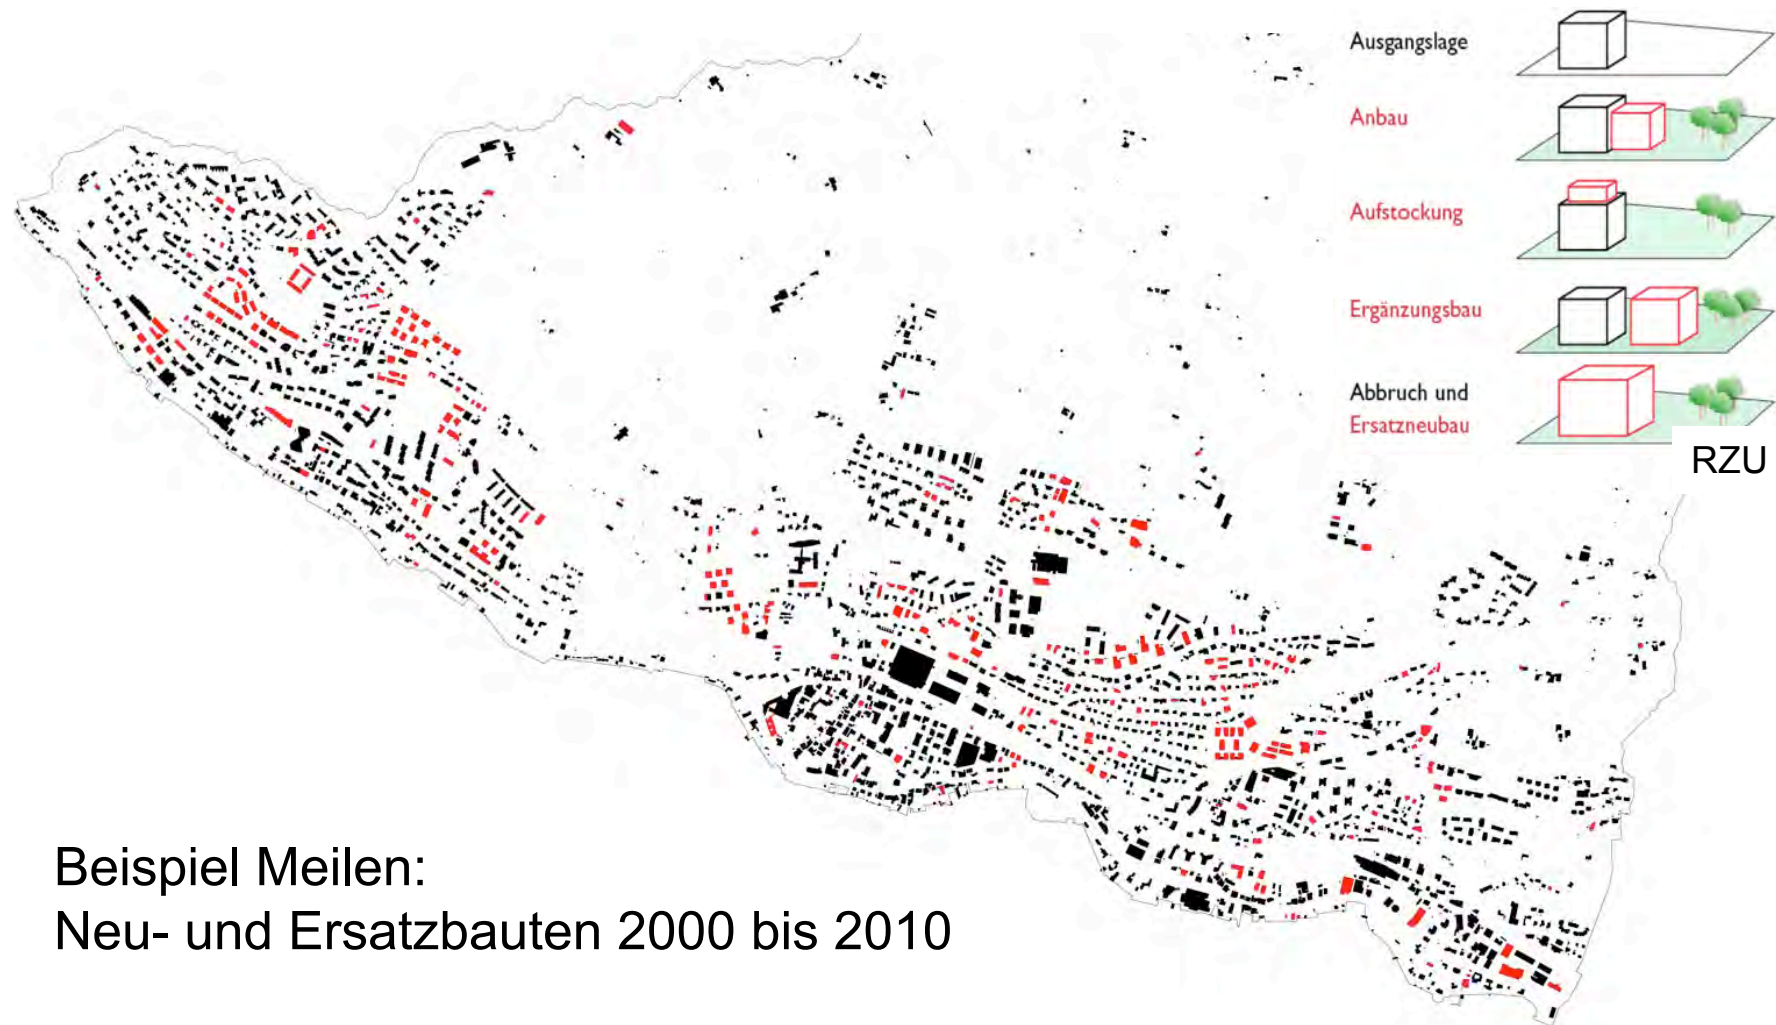 Ausgangslage
Anbau
Aufstockung
Ergänzungsbau
Abbruch und
Ersatzneubau
RZU
Beispiel Meilen:
Neu- und Ersatzbauten 2000 bis 2010